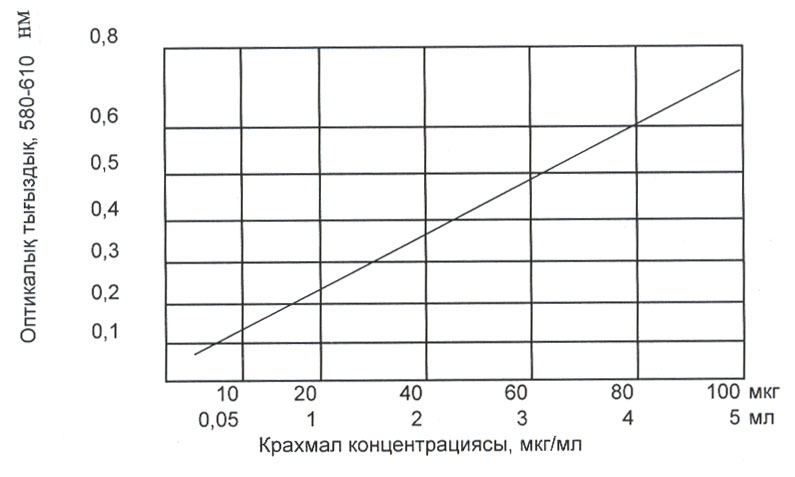 Оптикалық тығыздық, 580-610 нм
0,8
0,6
0,5
0,4
0,3
0,2
0,1
10 20 40 60 80 100 мкг
0,05 1 2 3 4 5 мл
Крахмал концентрациясы, мкг/мл